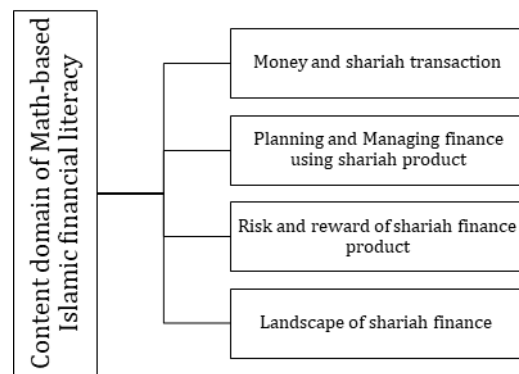 Content domain of Math-based
Islamic financial literacy
Money and shariah transaction
Planning and Managing finance
using shariah product
Risk and reward of shariah finance
product
Landscape of shariah finance